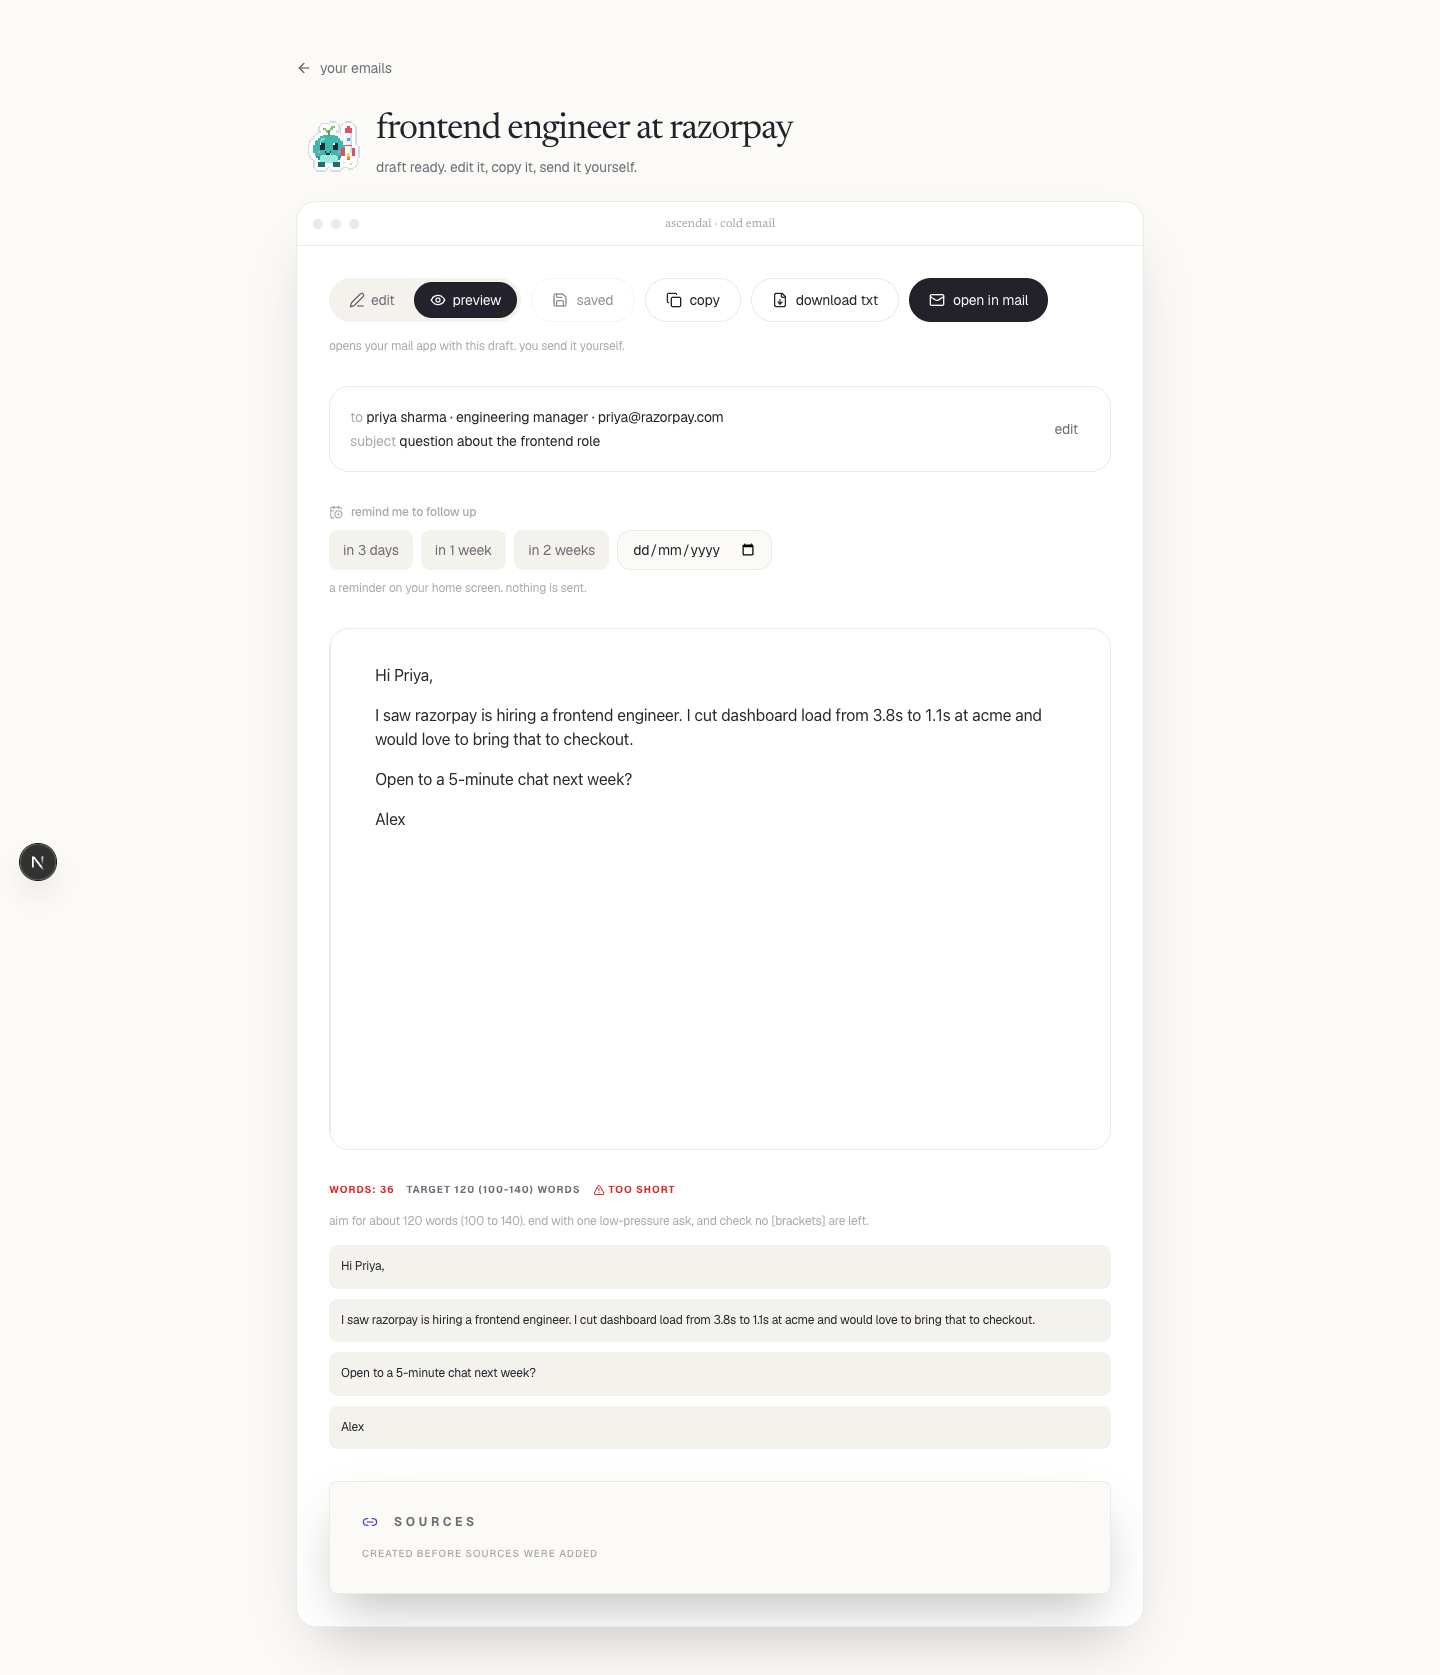 your emails
frontend engineer at razorpay
draft ready. edit it, copy it, send it yourself.
ascendai · cold email
edit preview saved copy download txt open in mail
opens your mail app with this draft. you send it yourself.
to priya sharma · engineering manager · priya@razorpay.com
edit
subject question about the frontend role
remind me to follow up
in 3 days in 1 week in 2 weeks dd/mm/yyyy
a reminder on your home screen. nothing is sent.
Hi Priya,
I saw razorpay is hiring a frontend engineer. I cut dashboard load from 3.8s to 1.1s at acme and
would love to bring that to checkout.
Open to a 5-minute chat next week?
Alex
N
WORDS: 36 TARGET 120 (100-140) WORDS TOO SHORT
aim for about 120 words (100 to 140). end with one low-pressure ask, and check no [brackets] are left.
Hi Priya,
I saw razorpay is hiring a frontend engineer. I cut dashboard load from 3.8s to 1.1s at acme and would love to bring that to checkout.
Open to a 5-minute chat next week?
Alex
SOURCES
CREATED BEFORE SOURCES WERE ADDED